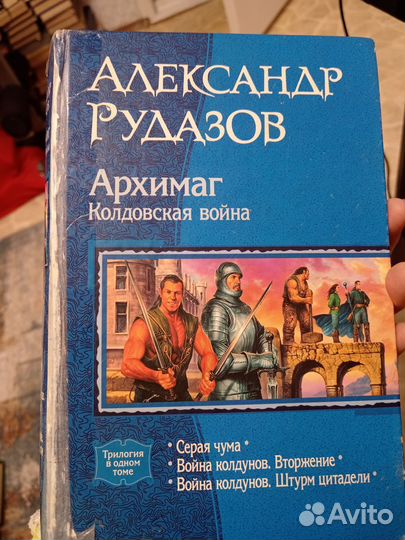 Александр
Рудазов
Архимаг
Колдовская война
Трилогия
в одном
томе
• Серая чума •
• Война колдунов. Вторжение •
• Война колдунов. Штурм цитадели •
Avito